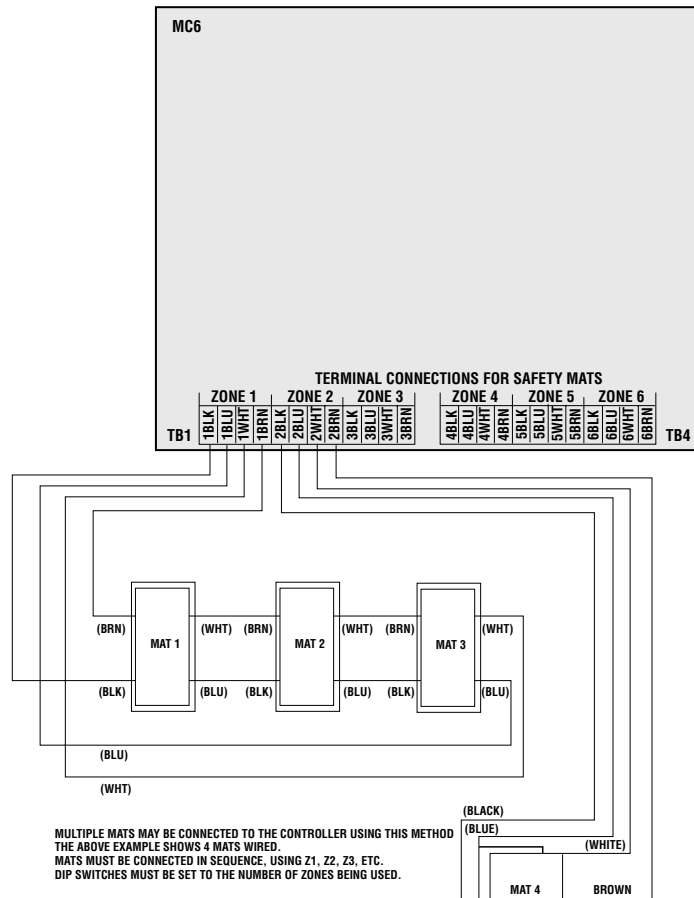 MC6
TERMINAL CONNECTIONS FOR SAFETY MATS
ZONE 1 ZONE 2 ZONE 3 ZONE 4 ZONE 5 ZONE 6
TB1 1BLK 1BLU 1WHT 1BRN 2BLK 2BLU 2WHT 2BRN 3BLK 3BLU 3WHT 3BRN 4BLK 4BLU 4WHT 4BRN 5BLK 5BLU 5WHT 5BRN 6BLK 6BLU 6WHT 6BRN TB4
(BRN) (WHT) (BRN) (WHT) (BRN) (WHT)
MAT 1 MAT 2 MAT 3
(BLK) (BLU) (BLK) (BLU) (BLK) (BLU)
(BLU)
(WHT)
(BLACK)
(BLUE)
(WHITE)
MULTIPLE MATS MAY BE CONNECTED TO THE CONTROLLER USING THIS METHOD
THE ABOVE EXAMPLE SHOWS 4 MATS WIRED.
MATS MUST BE CONNECTED IN SEQUENCE, USING Z1, Z2, Z3, ETC.
DIP SWITCHES MUST BE SET TO THE NUMBER OF ZONES BEING USED.
MAT 4 BROWN